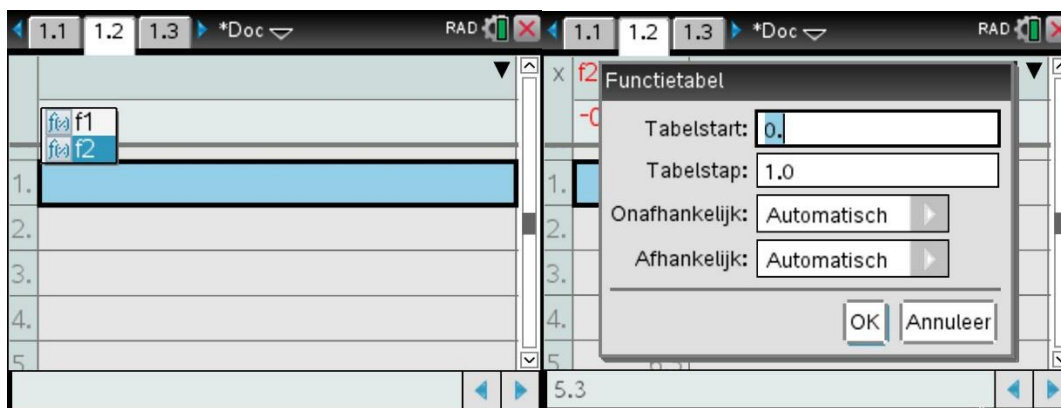 1.1 1.2 1.3 *Doc RAD
f(x) f1
f(x) f2
1.
2.
3.
4.
5
1.1 1.2 1.3 *Doc RAD
x f2
Functietabel
Tabelstart: 0.
Tabelstap: 1.0
Onafhankelijk: Automatisch
Afhankelijk: Automatisch
OK Annuleer
1.
2.
3.
4.
5
5.3